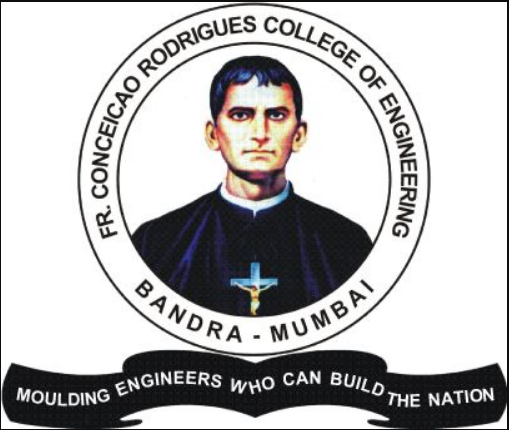 FR. CONCEICAO RODRIGUES COLLEGE OF ENGINEERING
BANDRA - MUMBAI
MOULDING ENGINEERS WHO CAN BUILD THE NATION